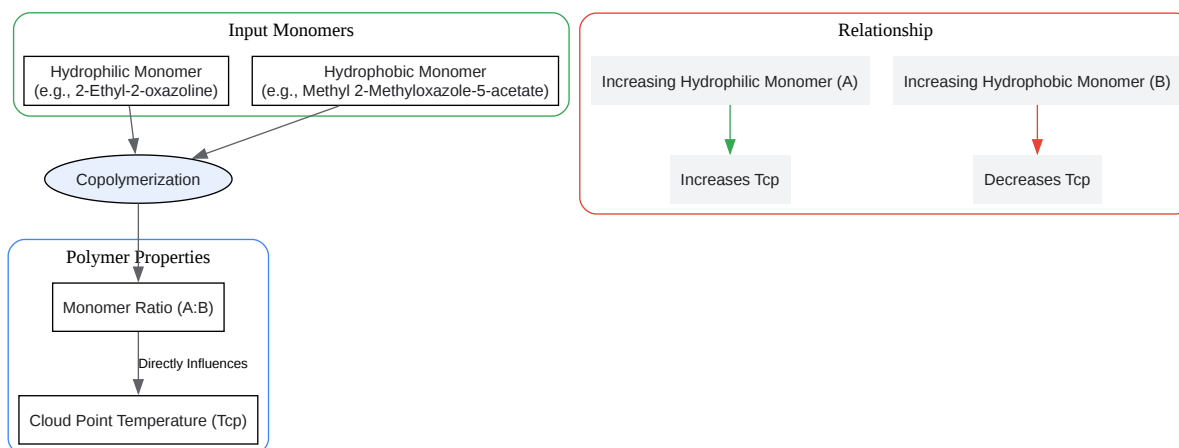 Input Monomers
Hydrophilic Monomer
(e.g., 2-Ethyl-2-oxazoline)
Hydrophobic Monomer
(e.g., Methyl 2-Methyloxazole-5-acetate)
Copolymerization
Polymer Properties
Monomer Ratio (A:B)
Directly Influences
Cloud Point Temperature (Tcp)
Relationship
Increasing Hydrophilic Monomer (A)
Increases Tcp
Increasing Hydrophobic Monomer (B)
Decreases Tcp